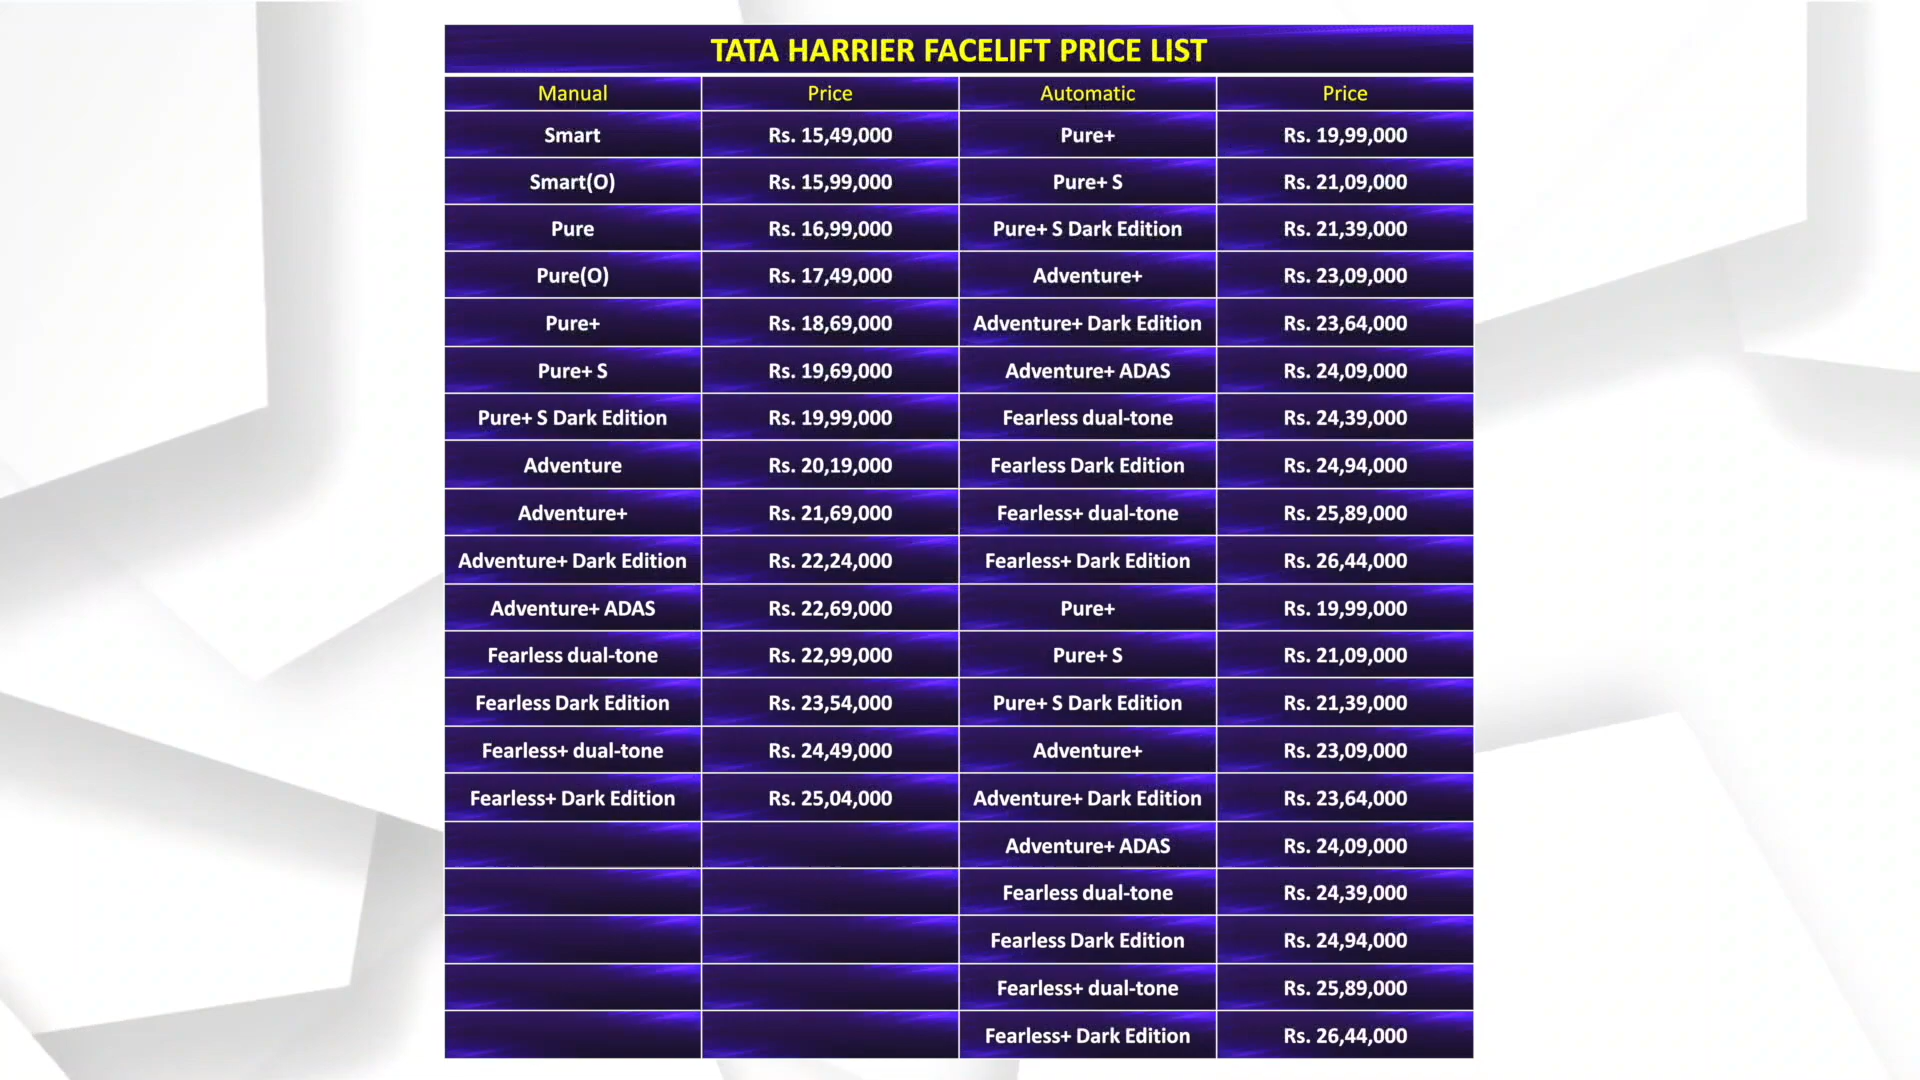 TATA HARRIER FACELIFT PRICE LIST
Manual Price Automatic Price
Smart Rs. 15,49,000 Pure+ Rs. 19,99,000
Smart(O) Rs. 15,99,000 Pure+ S Rs. 21,09,000
Pure Rs. 16,99,000 Pure+ S Dark Edition Rs. 21,39,000
Pure(O) Rs. 17,49,000 Adventure+ Rs. 23,09,000
Pure+ Rs. 18,69,000 Adventure+ Dark Edition Rs. 23,64,000
Pure+ S Rs. 19,69,000 Adventure+ ADAS Rs. 24,09,000
Pure+ S Dark Edition Rs. 19,99,000 Fearless dual-tone Rs. 24,39,000
Adventure Rs. 20,19,000 Fearless Dark Edition Rs. 24,94,000
Adventure+ Rs. 21,69,000 Fearless+ dual-tone Rs. 25,89,000
Adventure+ Dark Edition Rs. 22,24,000 Fearless+ Dark Edition Rs. 26,44,000
Adventure+ ADAS Rs. 22,69,000 Pure+ Rs. 19,99,000
Fearless dual-tone Rs. 22,99,000 Pure+ S Rs. 21,09,000
Fearless Dark Edition Rs. 23,54,000 Pure+ S Dark Edition Rs. 21,39,000
Fearless+ dual-tone Rs. 24,49,000 Adventure+ Rs. 23,09,000
Fearless+ Dark Edition Rs. 25,04,000 Adventure+ Dark Edition Rs. 23,64,000
Adventure+ ADAS Rs. 24,09,000
Fearless dual-tone Rs. 24,39,000
Fearless Dark Edition Rs. 24,94,000
Fearless+ dual-tone Rs. 25,89,000
Fearless+ Dark Edition Rs. 26,44,000